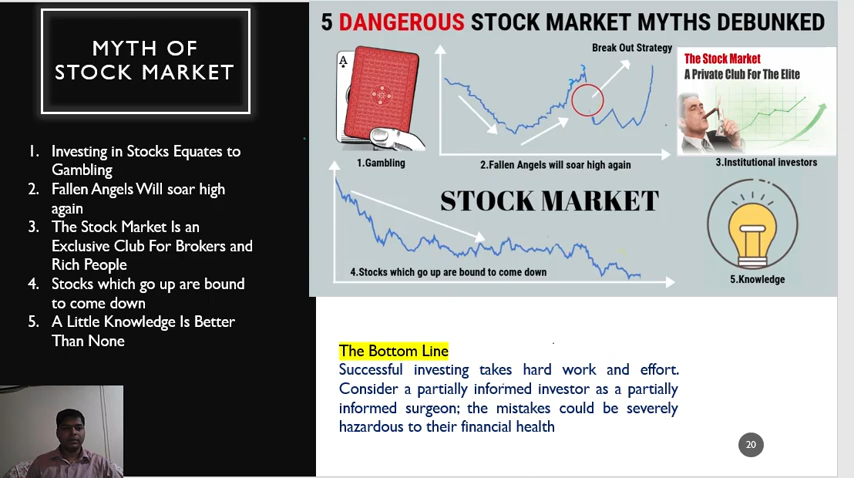 MYTH OF
STOCK MARKET
1. Investing in Stocks Equates to
Gambling
2. Fallen Angels Will soar high
again
3. The Stock Market Is an
Exclusive Club For Brokers and
Rich People
4. Stocks which go up are bound
to come down
5. A Little Knowledge Is Better
Than None
5 DANGEROUS STOCK MARKET MYTHS DEBUNKED
A
1.Gambling
Break Out Strategy
2.Fallen Angels will soar high again
The Stock Market
A Private Club For The Elite
3.Institutional investors
STOCK MARKET
4.Stocks which go up are bound to come down
5.Knowledge
The Bottom Line
Successful investing takes hard work and effort.
Consider a partially informed investor as a partially
informed surgeon; the mistakes could be severely
hazardous to their financial health
20